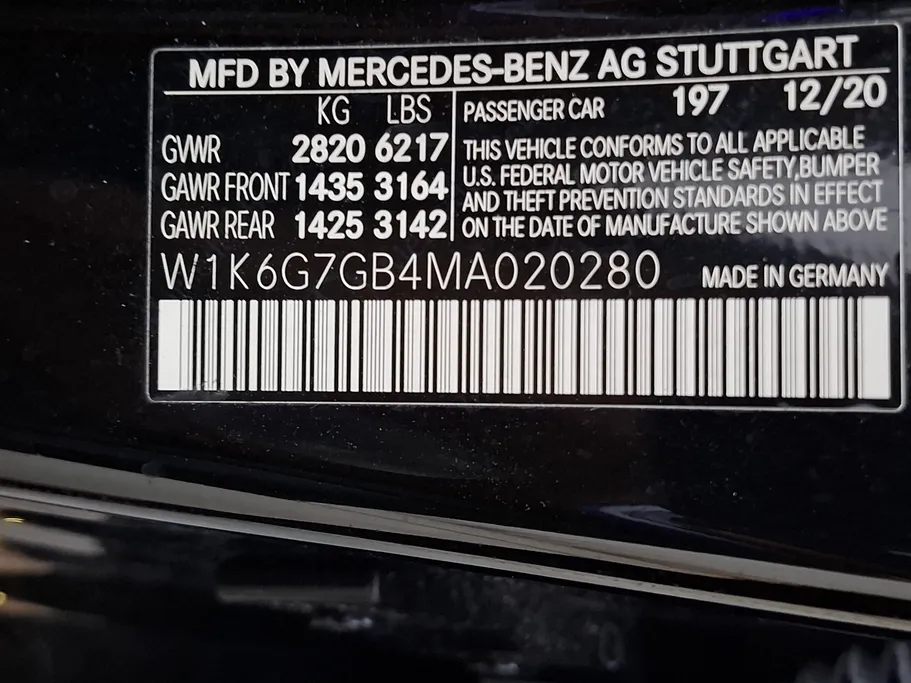 MFD BY MERCEDES-BENZ AG STUTTGART
KG LBS
GVWR 2820 6217
GAWR FRONT 1435 3164
GAWR REAR 1425 3142
PASSENGER CAR 197 12/20
THIS VEHICLE CONFORMS TO ALL APPLICABLE
U.S. FEDERAL MOTOR VEHICLE SAFETY,BUMPER
AND THEFT PREVENTION STANDARDS IN EFFECT
ON THE DATE OF MANUFACTURE SHOWN ABOVE
W1K6G7GB4MA020280 MADE IN GERMANY